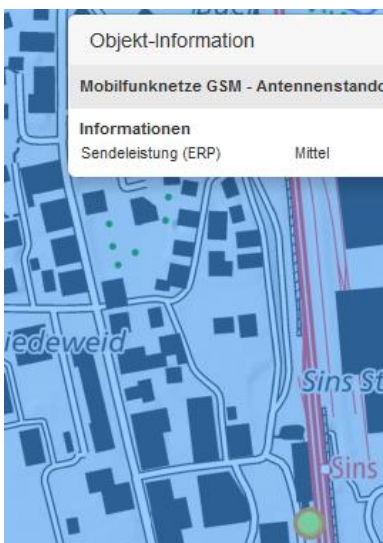 Objekt-Information
Mobilfunknetze GSM - Antennenstando
Informationen
Sendeleistung (ERP) Mittel
iedeweid
Sins St
Sins